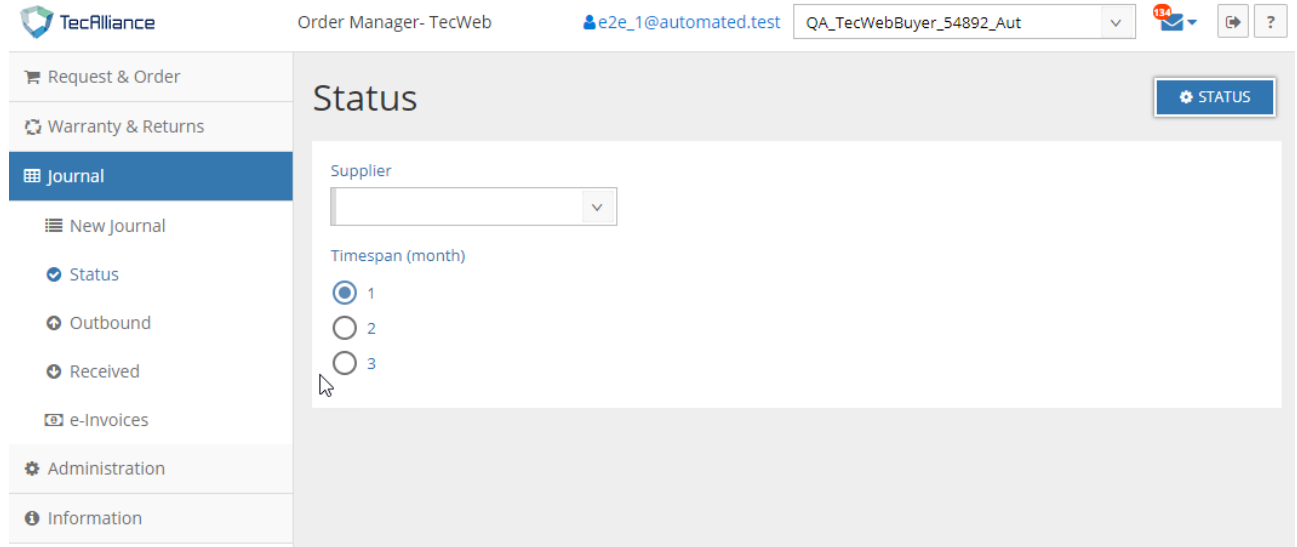 TecAlliance
Order Manager- TecWeb
e2e_1@automated.test
QA_TecWebBuyer_54892_Aut
134
?
Request & Order
Warranty & Returns
Journal
New Journal
Status
Outbound
Received
e-Invoices
Administration
Information
Status
STATUS
Supplier
Timespan (month)
1
2
3